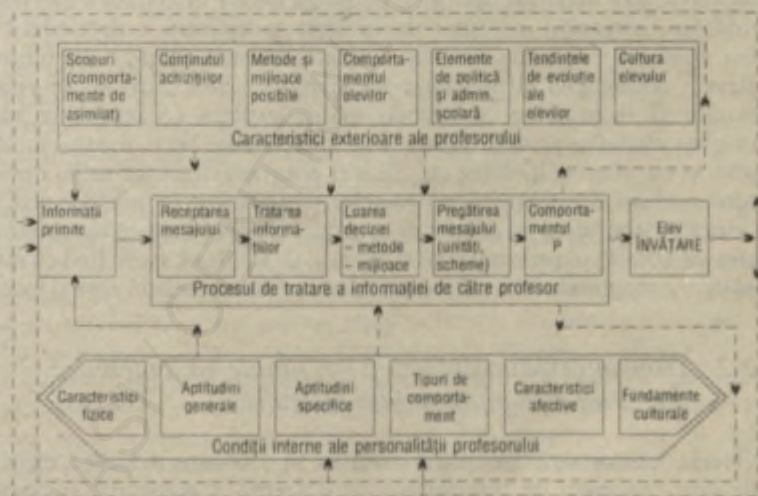 Scopuri
(comporta-
mente de
asimilat)
Conținutul
achizițiilor
Metode și
mijloace
posibile
Comporta-
mentul
elevilor
Elemente
de politică
și admin.
școlară
Tendințele
de evoluție
ale
elevilor
Cultura
elevului
Caracteristici exterioare ale profesorului
Informații
primite
Receptarea
mesajului
Tratarea
informa-
țiilor
Luarea
deciziei
– metode
– mijloace
Pregătirea
mesajului
(unități,
scheme)
Comporta-
mentul
P
Elev
ÎNVĂȚARE
Procesul de tratare a informației de către profesor
Caracteristici
fizice
Aptitudini
generale
Aptitudini
specifice
Tipuri de
comporta-
ment
Caracteristici
afective
Fundamente
culturale
Condiții interne ale personalității profesorului